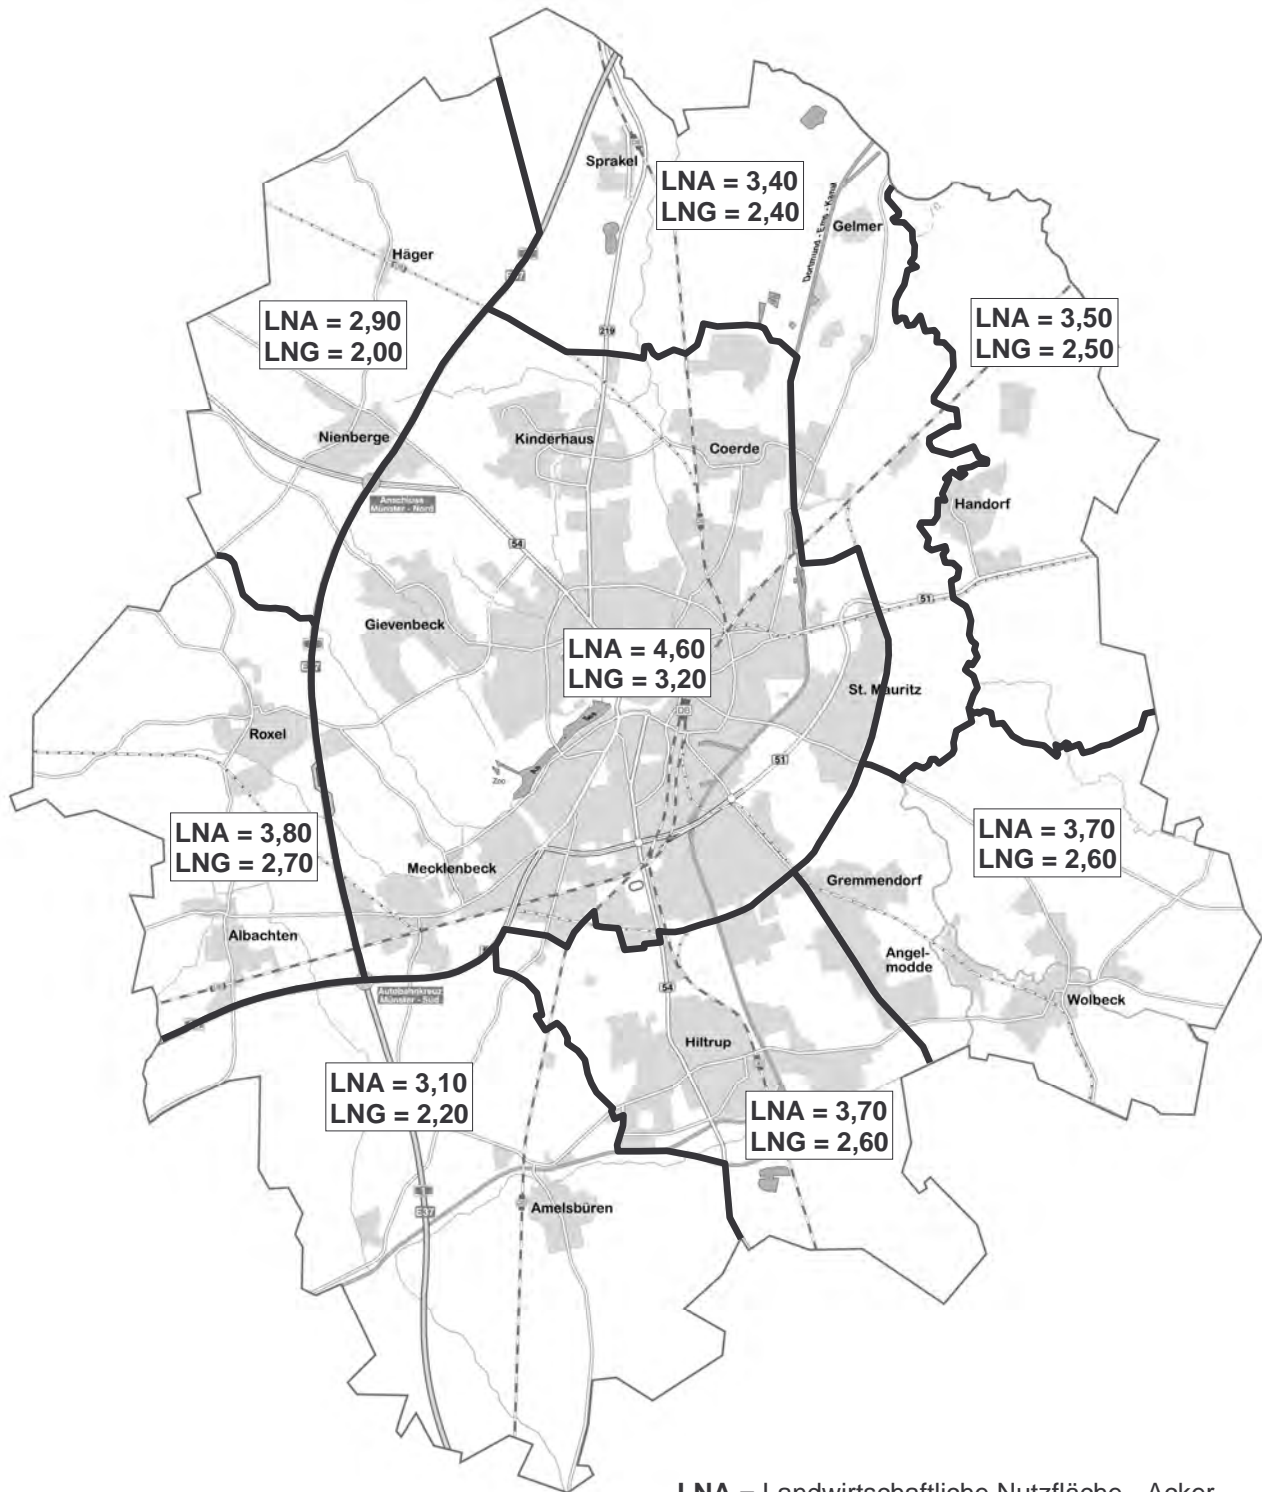 Sprakel
LNA = 3,40
LNG = 2,40
Gelmer
Dortmund - Ems - Kanal
Häger
LNA = 2,90
LNG = 2,00
LNA = 3,50
LNG = 2,50
219
Nienberge
Kinderhaus
Coerde
Anschluss
Münster - Nord
Handorf
54
51
Gievenbeck
LNA = 4,60
LNG = 3,20
St. Mauritz
Roxel
51
Zoo
LNA = 3,80
LNG = 2,70
LNA = 3,70
LNG = 2,60
Mecklenbeck
Gremmendorf
Albachten
Angel-
modde
Autobahnkreuz
Münster - Süd
54
Wolbeck
Hiltrup
LNA = 3,10
LNG = 2,20
LNA = 3,70
LNG = 2,60
Amelsbüren
LNA = Landwirtschaftliche Nutzfläche - Acker